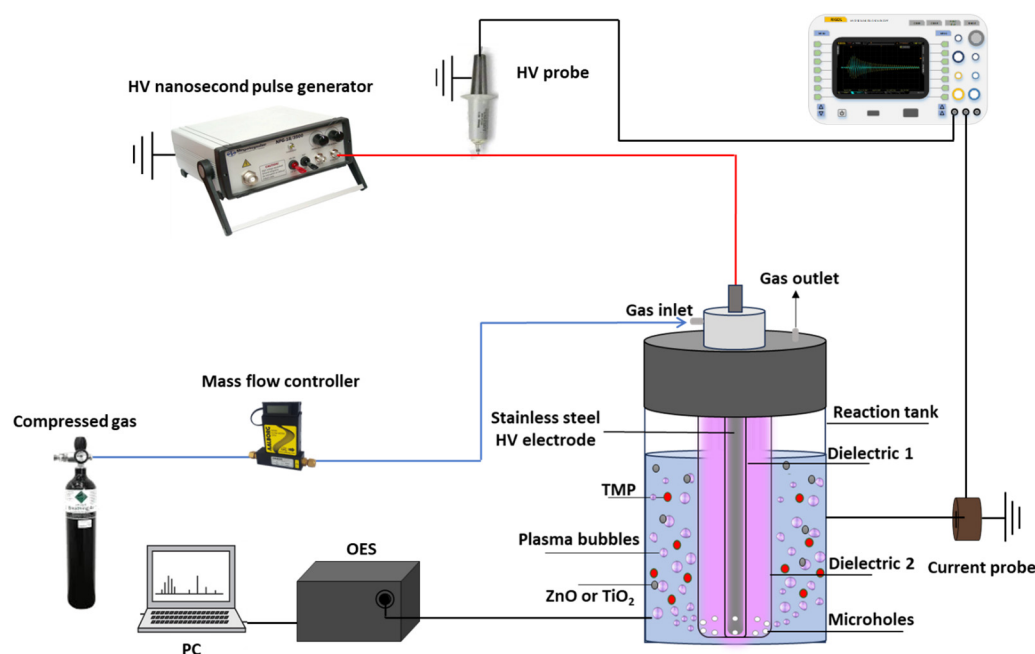 HV probe
HV nanosecond pulse generator
Gas outlet
Gas inlet
Mass flow controller
Compressed gas
Stainless steel
HV electrode
Reaction tank
Dielectric 1
TMP
OES
Plasma bubbles
Dielectric 2
Current probe
ZnO or TiO₂
Microholes
PC